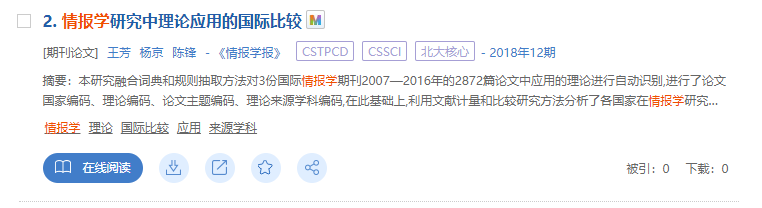 2. 情报学研究中理论应用的国际比较 M
[期刊论文] 王芳 杨京 陈锋 - 《情报学报》 CSTPCD CSSCI 北大核心 - 2018年12期
摘要：本研究融合词典和规则抽取方法对3份国际情报学期刊2007—2016年的2872篇论文中应用的理论进行自动识别,进行了论文
国家编码、理论编码、论文主题编码、理论来源学科编码,在此基础上,利用文献计量和比较研究方法分析了各国家在情报学研究...
情报学 理论 国际比较 应用 来源学科
在线阅读 被引：0 下载：0